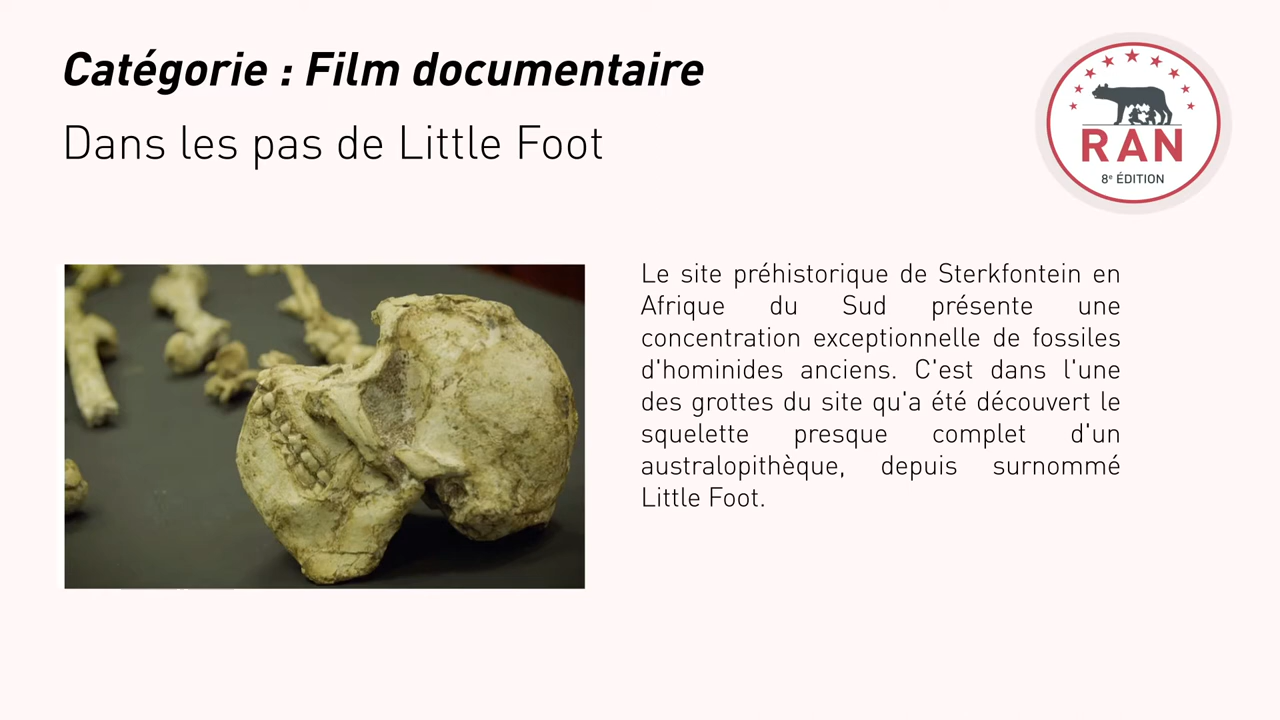 Catégorie : Film documentaire
Dans les pas de Little Foot
RAN
8e ÉDITION
Le site préhistorique de Sterkfontein en
Afrique du Sud présente une
concentration exceptionnelle de fossiles
d'hominides anciens. C'est dans l'une
des grottes du site qu'a été découvert le
squelette presque complet d'un
australopithèque, depuis surnommé
Little Foot.